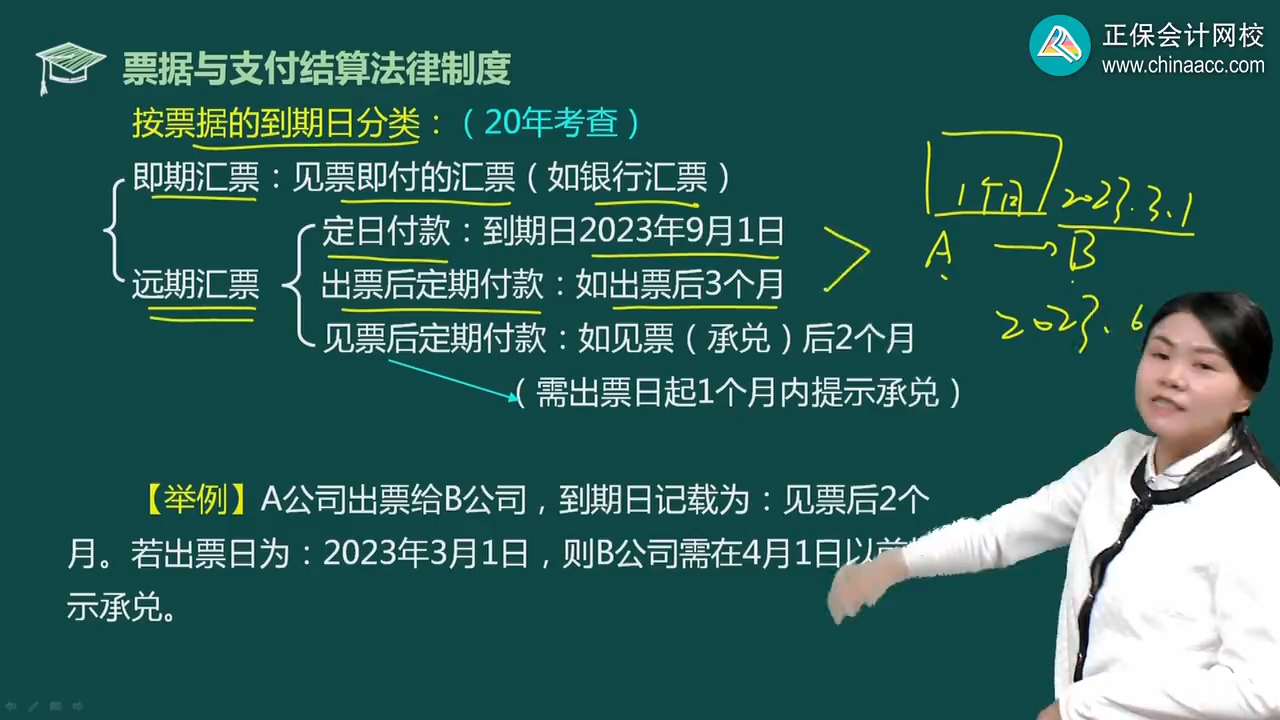 正保会计网校
www.chinaacc.com
票据与支付结算法律制度
按票据的到期日分类：（20年考查）
即期汇票：见票即付的汇票（如银行汇票）
定日付款：到期日2023年9月1日
远期汇票
出票后定期付款：如出票后3个月
见票后定期付款：如见票（承兑）后2个月
（需出票日起1个月内提示承兑）
2023.3.1
A
B
2023.6
【举例】A公司出票给B公司，到期日记载为：见票后2个
月。若出票日为：2023年3月1日，则B公司需在4月1日以前
示承兑。